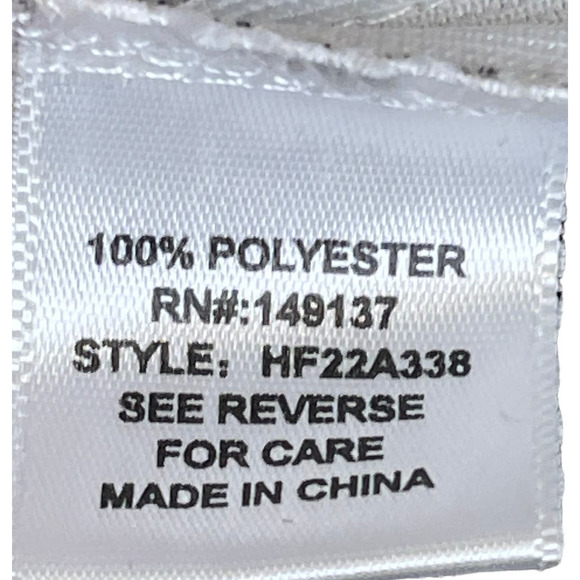 100% POLYESTER
RN#:149137
STYLE: HF22A338
SEE REVERSE
FOR CARE
MADE IN CHINA